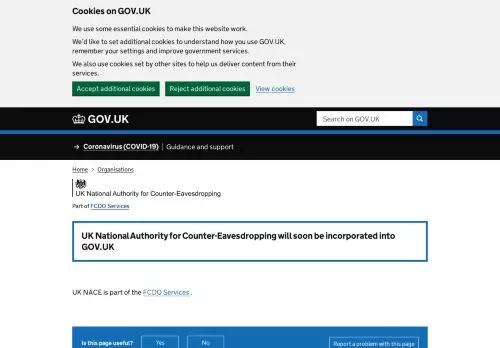 Cookies on GOV.UK
We use some essential cookies to make this website work.
We'd like to set additional cookies to understand how you use GOV.UK,
remember your settings and improve government services.
We also use cookies set by other sites to help us deliver content from their
services.
Accept additional cookies Reject additional cookies View cookies
GOV.UK Search on GOV.UK
→ Coronavirus (COVID-19) | Guidance and support
Home > Organisations
UK National Authority for Counter-Eavesdropping
Part of FCDO Services
UK National Authority for Counter-Eavesdropping will soon be incorporated into
GOV.UK
UK NACE is part of the FCDO Services .
Is this page useful? Yes No Report a problem with this page